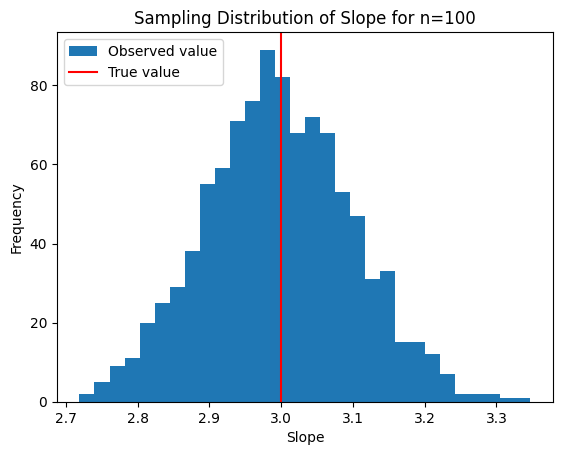 Sampling Distribution of Slope for n=100
Observed value
True value
Frequency
80
60
40
20
0
2.7 2.8 2.9 3.0 3.1 3.2 3.3
Slope